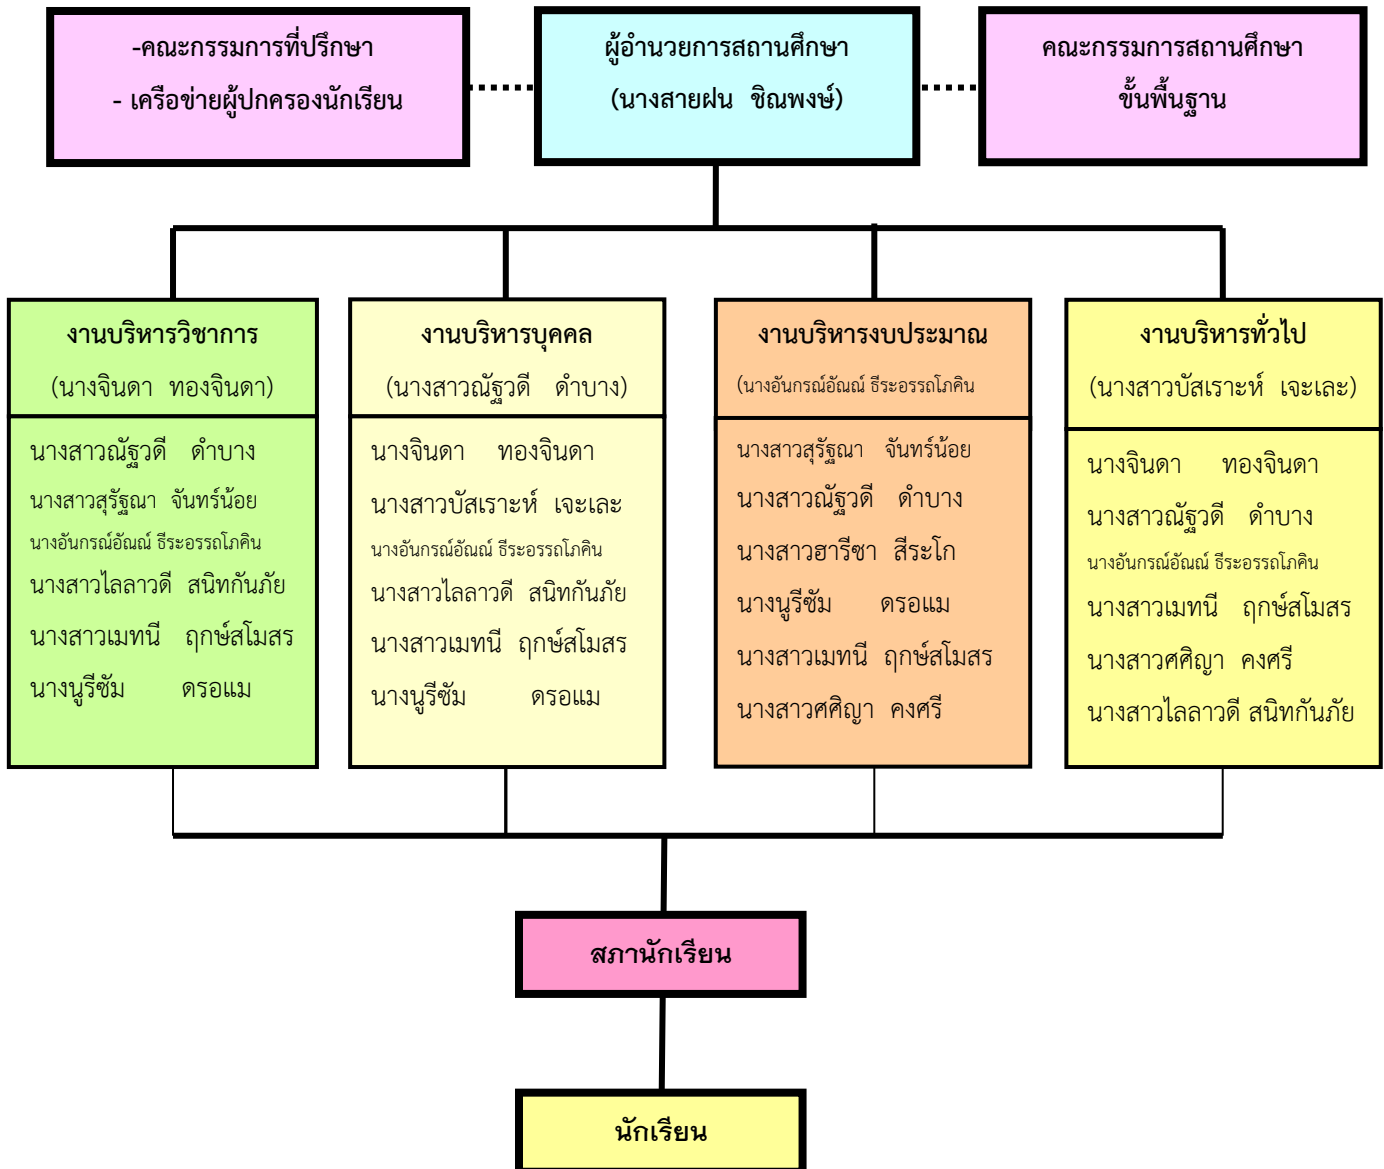 -คณะกรรมการที่ปรึกษา
- เครือข่ายผู้ปกครองนักเรียน
ผู้อำนวยการสถานศึกษา
(นางสายฝน ชิณพงษ์)
คณะกรรมการสถานศึกษา
ขั้นพื้นฐาน
งานบริหารวิชาการ
(นางจินดา ทองจินดา)
นางสาวณัฐวดี ดำบาง
นางสาวสุรัฐณา จันทร์น้อย
นางอันกรณ์อัณณ์ ธีระอรรถโภคิน
นางสาวไลลาวดี สนิทกันภัย
นางสาวเมทนี ฤกษ์สโมสร
นางนูรีซัม ดรอแม
งานบริหารบุคคล
(นางสาวณัฐวดี ดำบาง)
นางจินดา ทองจินดา
นางสาวบัสเราะห์ เจะเละ
นางอันกรณ์อัณณ์ ธีระอรรถโภคิน
นางสาวไลลาวดี สนิทกันภัย
นางสาวเมทนี ฤกษ์สโมสร
นางนูรีซัม ดรอแม
งานบริหารงบประมาณ
(นางอันกรณ์อัณณ์ ธีระอรรถโภคิน
นางสาวสุรัฐณา จันทร์น้อย
นางสาวณัฐวดี ดำบาง
นางสาวฮารีซา สีระโก
นางนูรีซัม ดรอแม
นางสาวเมทนี ฤกษ์สโมสร
นางสาวศศิญา คงศรี
งานบริหารทั่วไป
(นางสาวบัสเราะห์ เจะเละ)
นางจินดา ทองจินดา
นางสาวณัฐวดี ดำบาง
นางอันกรณ์อัณณ์ ธีระอรรถโภคิน
นางสาวเมทนี ฤกษ์สโมสร
นางสาวศศิญา คงศรี
นางสาวไลลาวดี สนิทกันภัย
สภานักเรียน
นักเรียน